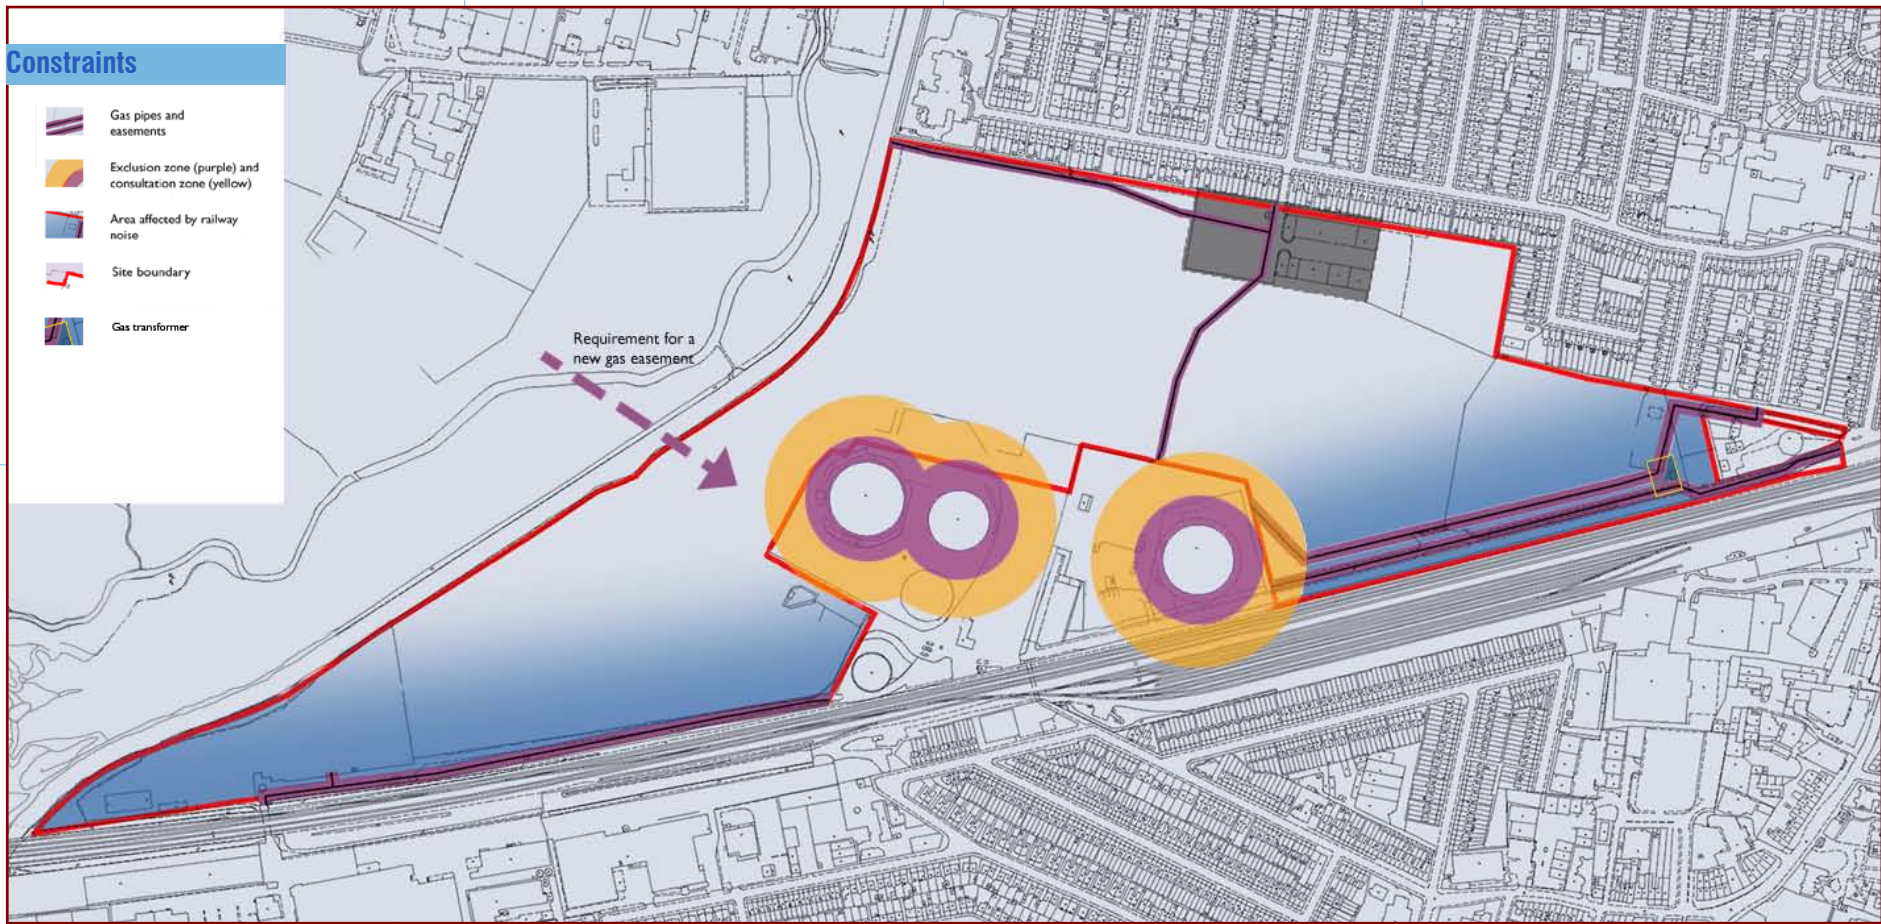 Constraints
Gas pipes and
easements
Exclusion zone (purple) and
consultation zone (yellow)
Area affected by railway
noise
Site boundary
Gas transformer
Requirement for a
new gas easement